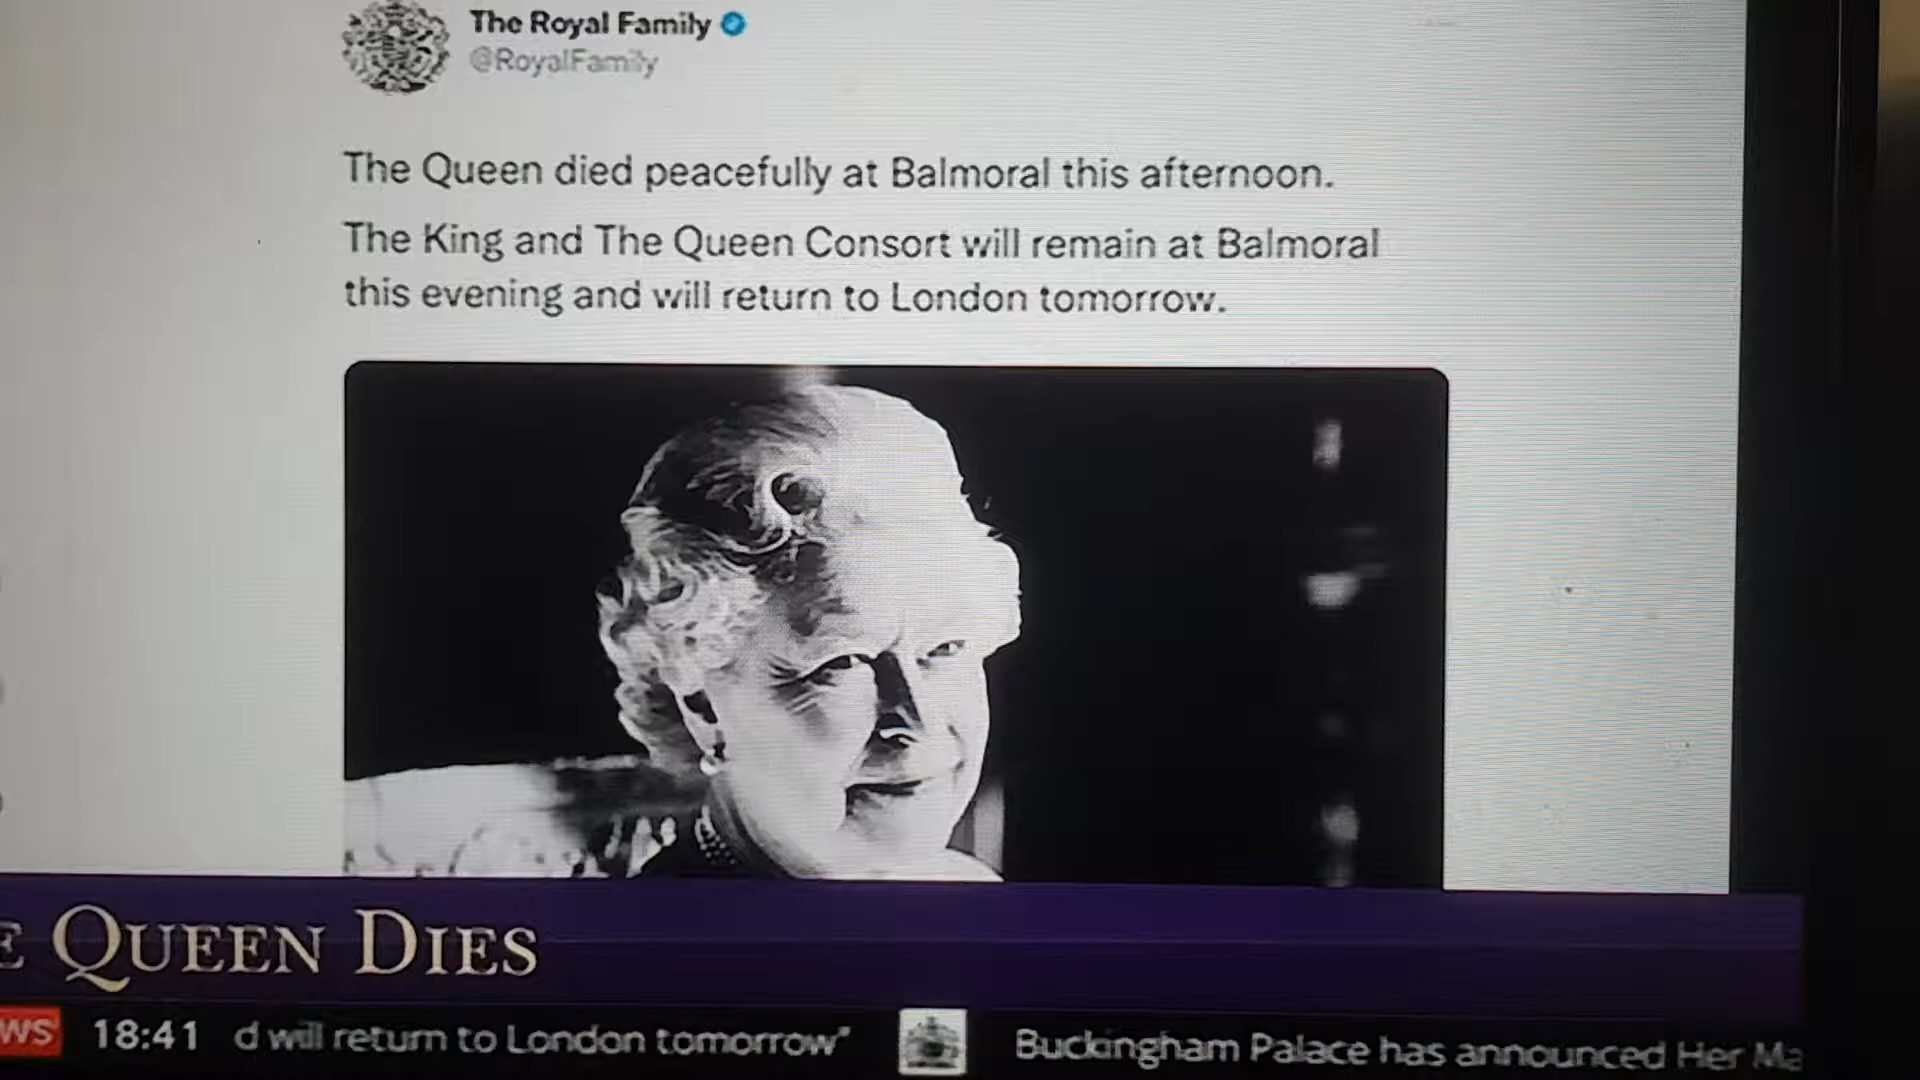 The Royal Family
@RoyalFamily
The Queen died peacefully at Balmoral this afternoon.
The King and The Queen Consort will remain at Balmoral
this evening and will return to London tomorrow.
E QUEEN DIES
WS 18:41 d will return to London tomorrow" Buckingham Palace has announced Her Ma